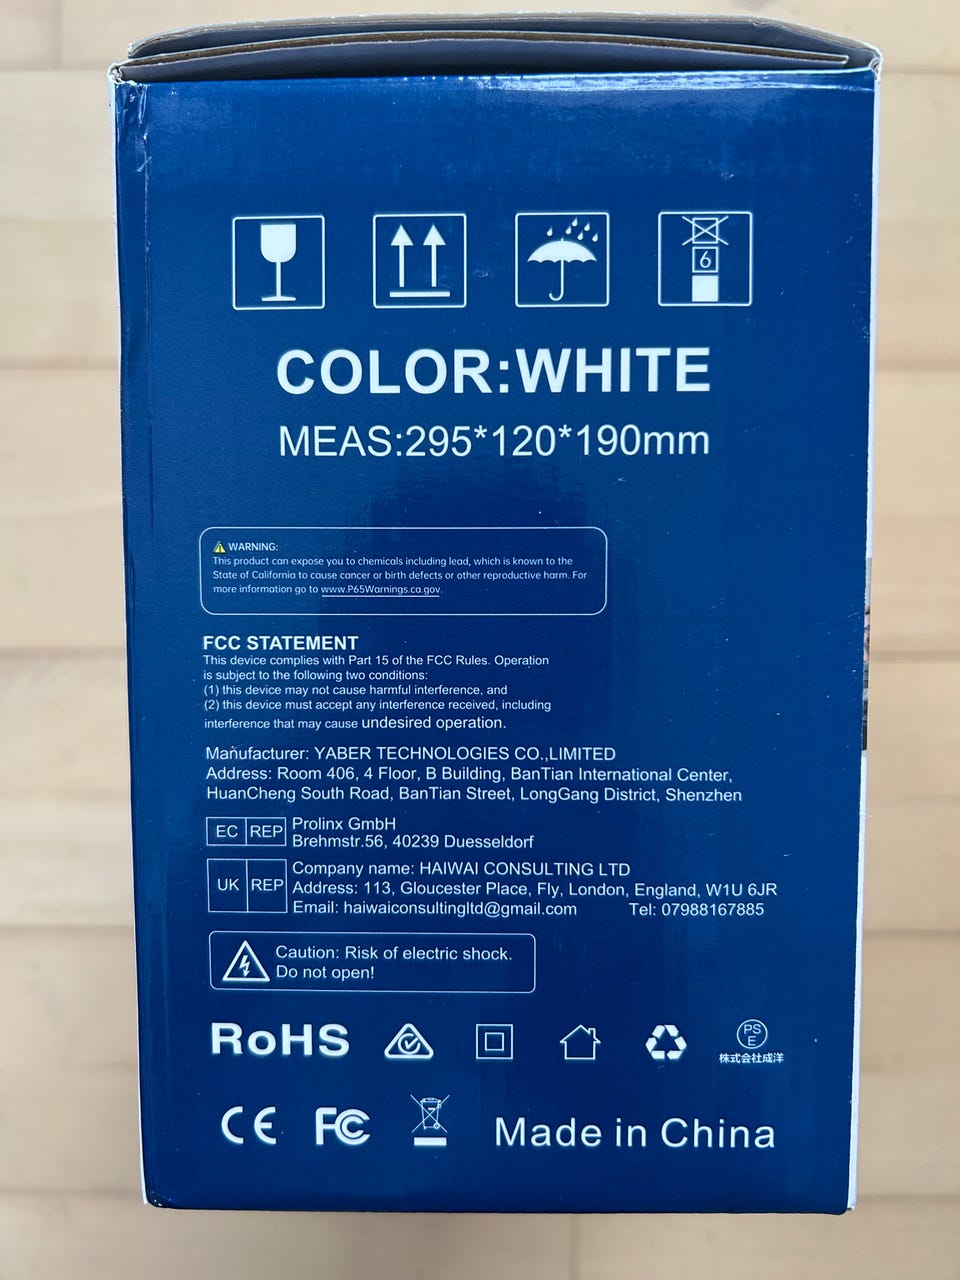 6
COLOR:WHITE
MEAS:295*120*190mm
WARNING:
This product can expose you to chemicals including lead, which is known to the
State of California to cause cancer or birth defects or other reproductive harm. For
more information go to www.P65Warnings.ca.gov.
FCC STATEMENT
This device complies with Part 15 of the FCC Rules. Operation
is subject to the following two conditions:
(1) this device may not cause harmful interference, and
(2) this device must accept any interference received, including
interference that may cause undesired operation.
Manufacturer: YABER TECHNOLOGIES CO.,LIMITED
Address: Room 406, 4 Floor, B Building, BanTian International Center,
HuanCheng South Road, BanTian Street, LongGang District, Shenzhen
EC REP Prolinx GmbH
Brehmstr.56, 40239 Duesseldorf
UK REP Company name: HAIWAI CONSULTING LTD
Address: 113, Gloucester Place, Fly, London, England, W1U 6JR
Email: haiwaiconsultingltd@gmail.com Tel: 07988167885
Caution: Risk of electric shock.
Do not open!
RoHS
PS
E
株式会社成洋
CE FC Made in China